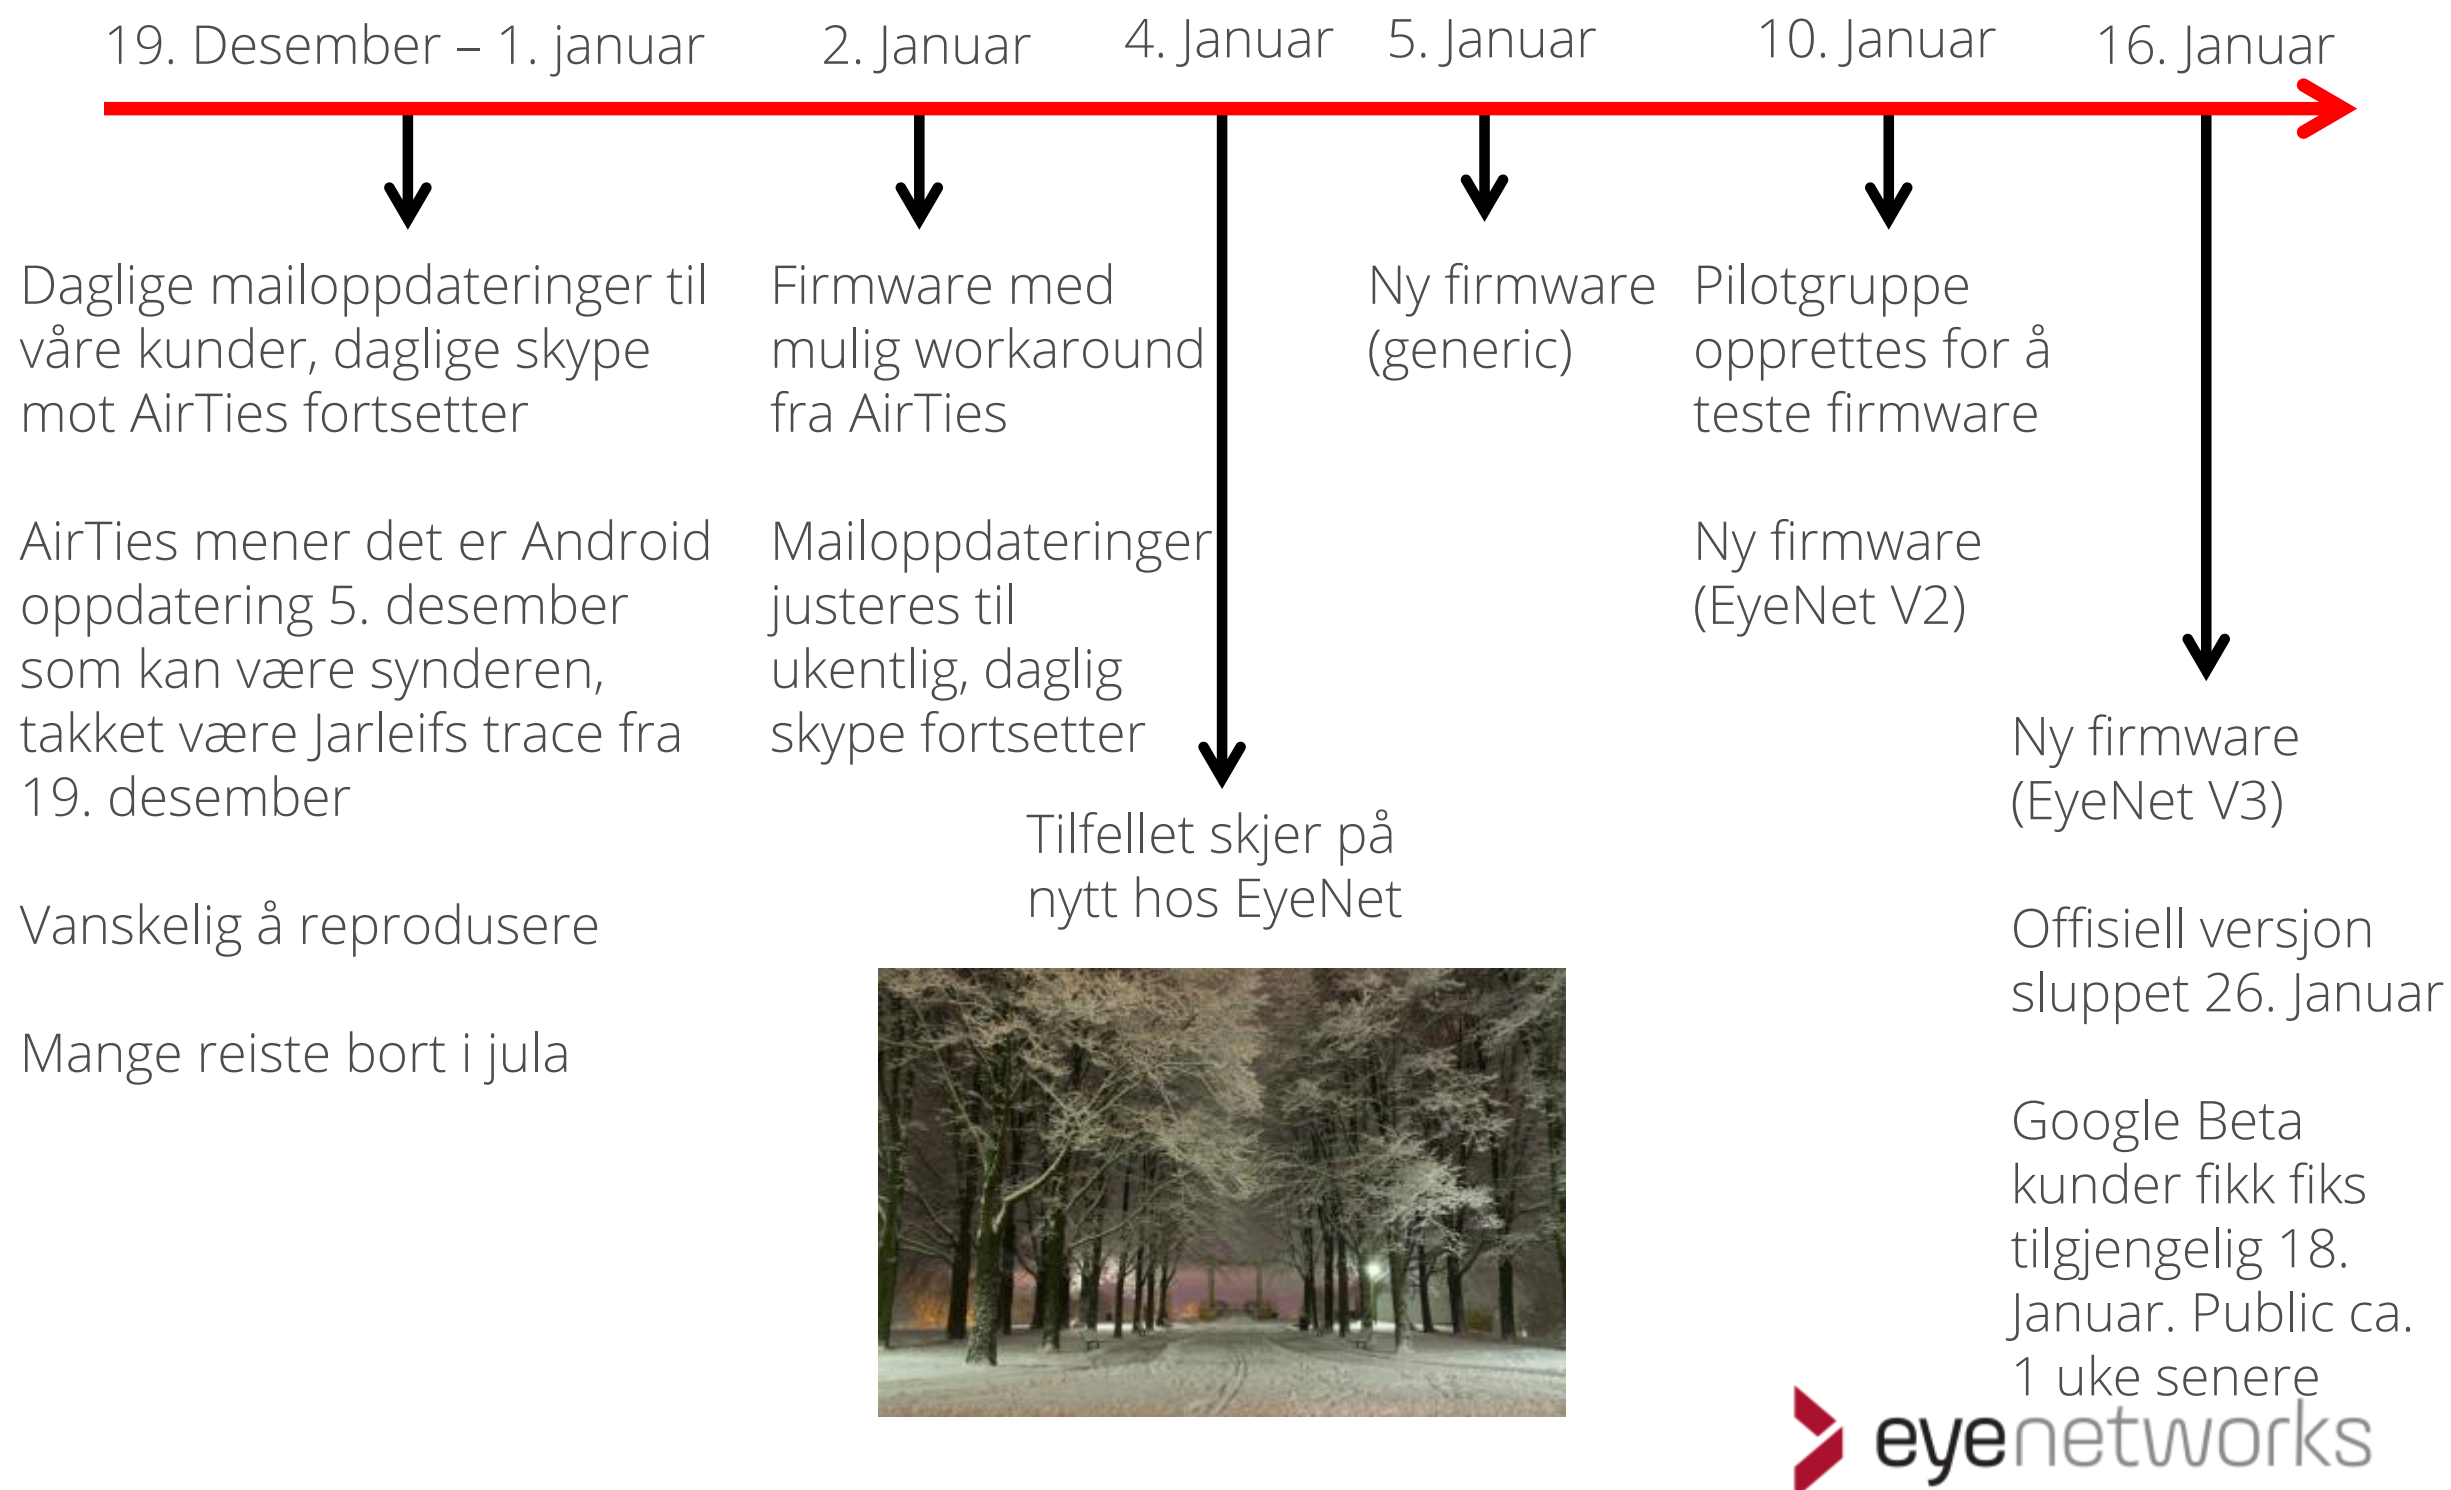 19. Desember – 1. januar
2. Januar
4. Januar
5. Januar
10. Januar
16. Januar
Daglige mailoppdateringer til
våre kunder, daglige skype
mot AirTies fortsetter
AirTies mener det er Android
oppdatering 5. desember
som kan være synderen,
takket være Jarleifs trace fra
19. desember
Vanskelig å reprodusere
Mange reiste bort i jula
Firmware med
mulig workaround
fra AirTies
Mailoppdateringer
justeres til
ukentlig, daglig
skype fortsetter
Tilfellet skjer på
nytt hos EyeNet
Ny firmware
(generic)
Pilotgruppe
opprettes for å
teste firmware
Ny firmware
(EyeNet V2)
Ny firmware
(EyeNet V3)
Offisiell versjon
sluppet 26. Januar
Google Beta
kunder fikk fiks
tilgjengelig 18.
Januar. Public ca.
1 uke senere
eyenetworks